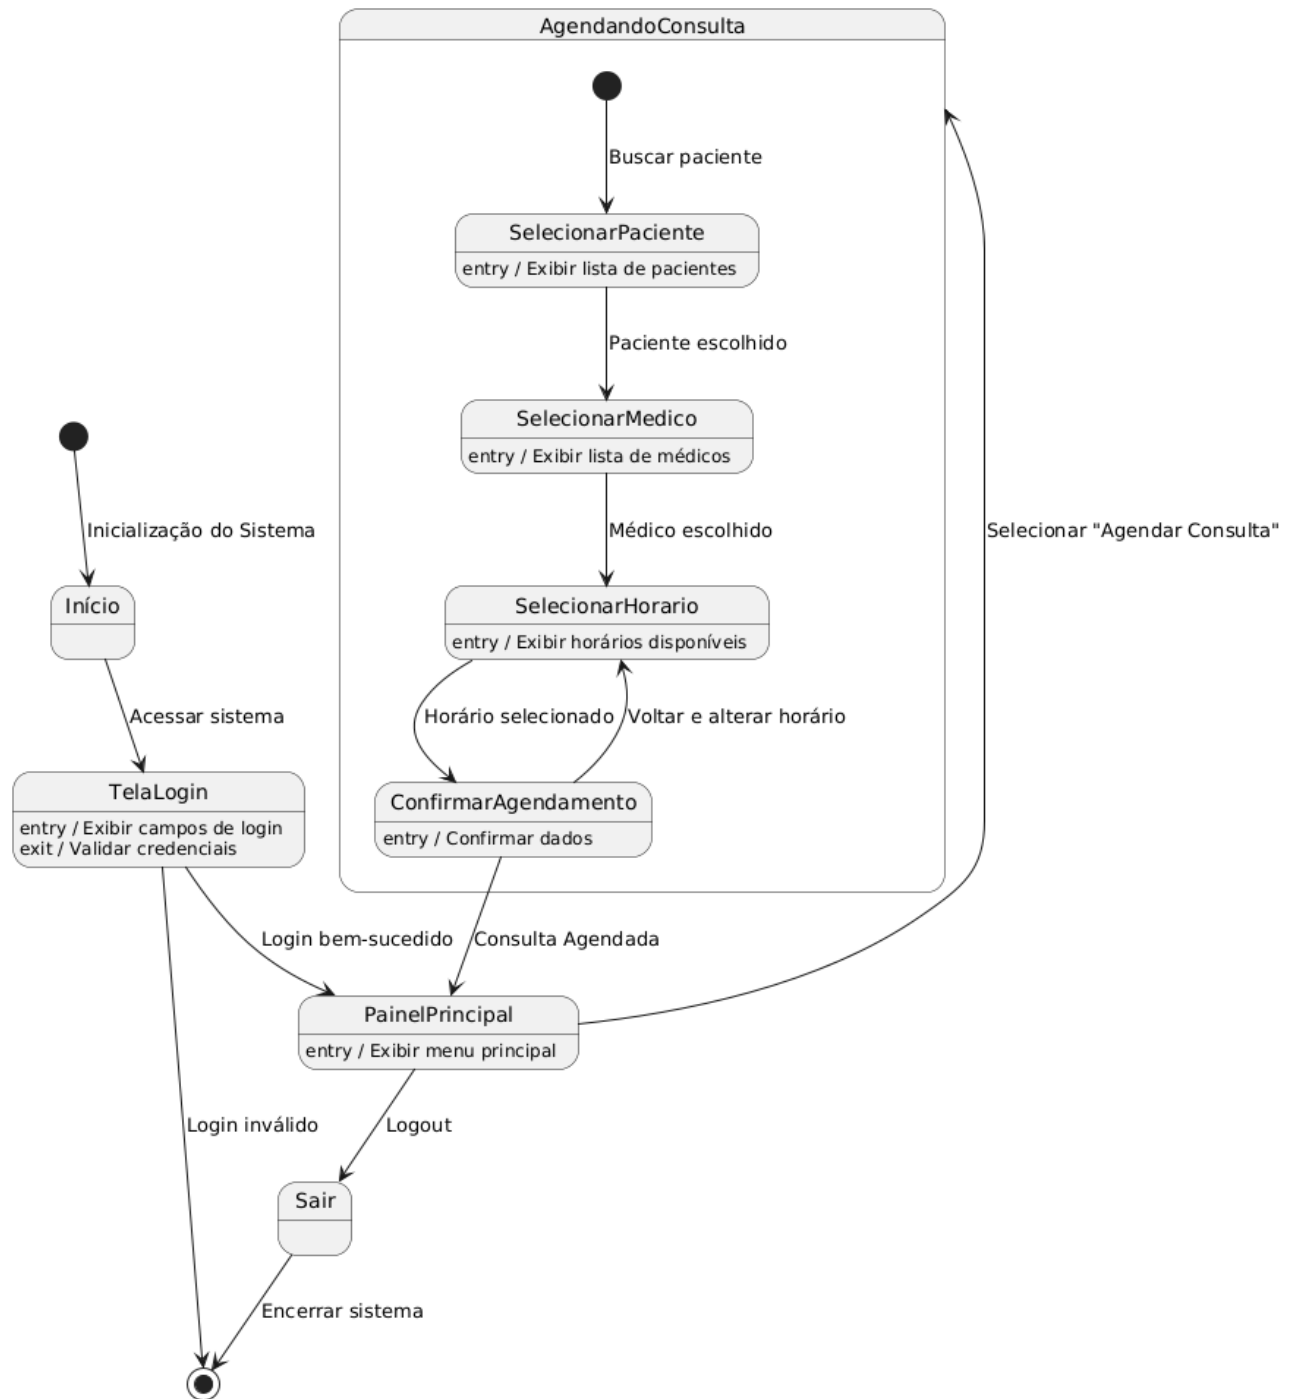 AgendandoConsulta
Buscar paciente
SelecionarPaciente
entry / Exibir lista de pacientes
Paciente escolhido
SelecionarMedico
entry / Exibir lista de médicos
Inicialização do Sistema
Médico escolhido
Selecionar "Agendar Consulta"
Início
SelecionarHorario
entry / Exibir horários disponíveis
Acessar sistema
Horário selecionado
Voltar e alterar horário
TelaLogin
entry / Exibir campos de login
exit / Validar credenciais
ConfirmarAgendamento
entry / Confirmar dados
Login bem-sucedido
Consulta Agendada
PainelPrincipal
entry / Exibir menu principal
Login inválido
Logout
Sair
Encerrar sistema